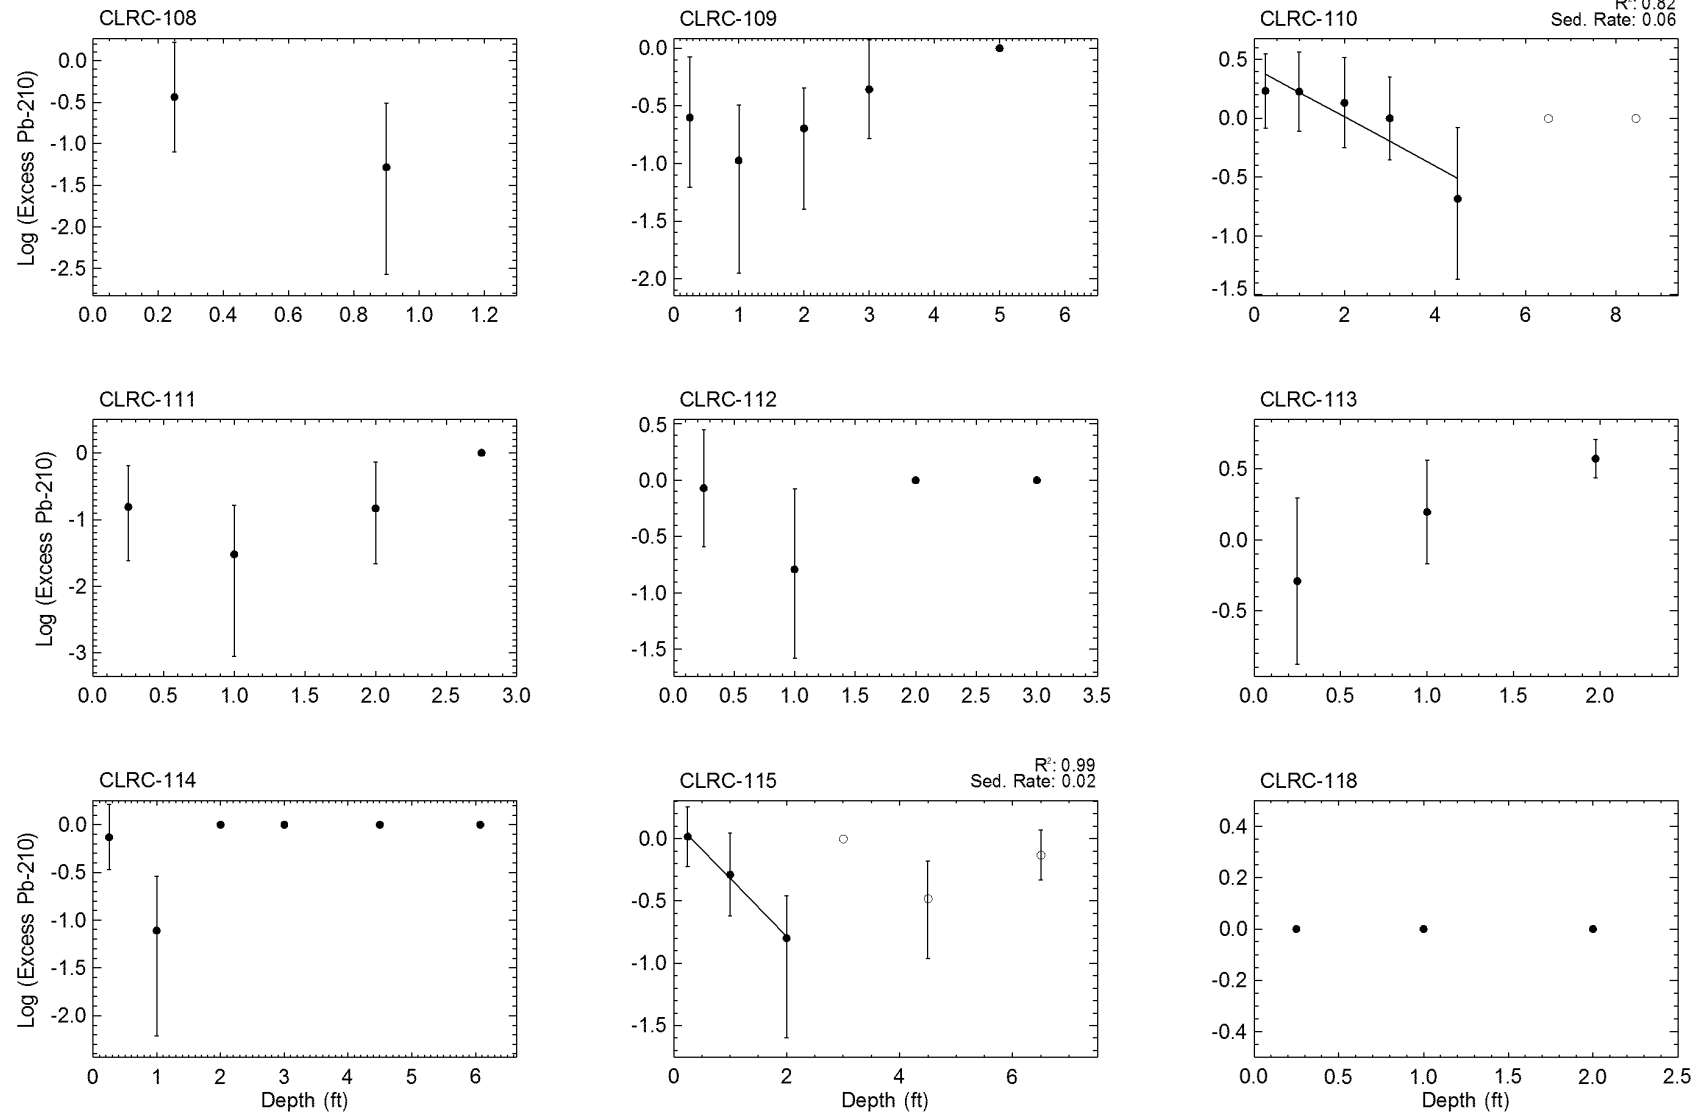 R²: 0.82
CLRC-108 CLRC-109 CLRC-110 Sed. Rate: 0.06
Log (Excess Pb-210)
0.0
-0.5
-1.0
-1.5
-2.0
-2.5
0.0 0.2 0.4 0.6 0.8 1.0 1.2
0.0
-0.5
-1.0
-1.5
-2.0
0 1 2 3 4 5 6
0.5
0.0
-0.5
-1.0
-1.5
0 2 4 6 8
CLRC-111 CLRC-112 CLRC-113
Log (Excess Pb-210)
0
-1
-2
-3
0.0 0.5 1.0 1.5 2.0 2.5 3.0
0.5
0.0
-0.5
-1.0
-1.5
0.0 0.5 1.0 1.5 2.0 2.5 3.0 3.5
0.5
0.0
-0.5
0.0 0.5 1.0 1.5 2.0
R²: 0.99
CLRC-114 CLRC-115 Sed. Rate: 0.02 CLRC-118
Log (Excess Pb-210)
0.0
-0.5
-1.0
-1.5
-2.0
0 1 2 3 4 5 6
Depth (ft)
0.0
-0.5
-1.0
-1.5
0 2 4 6
Depth (ft)
0.4
0.2
0.0
-0.2
-0.4
0.0 0.5 1.0 1.5 2.0 2.5
Depth (ft)